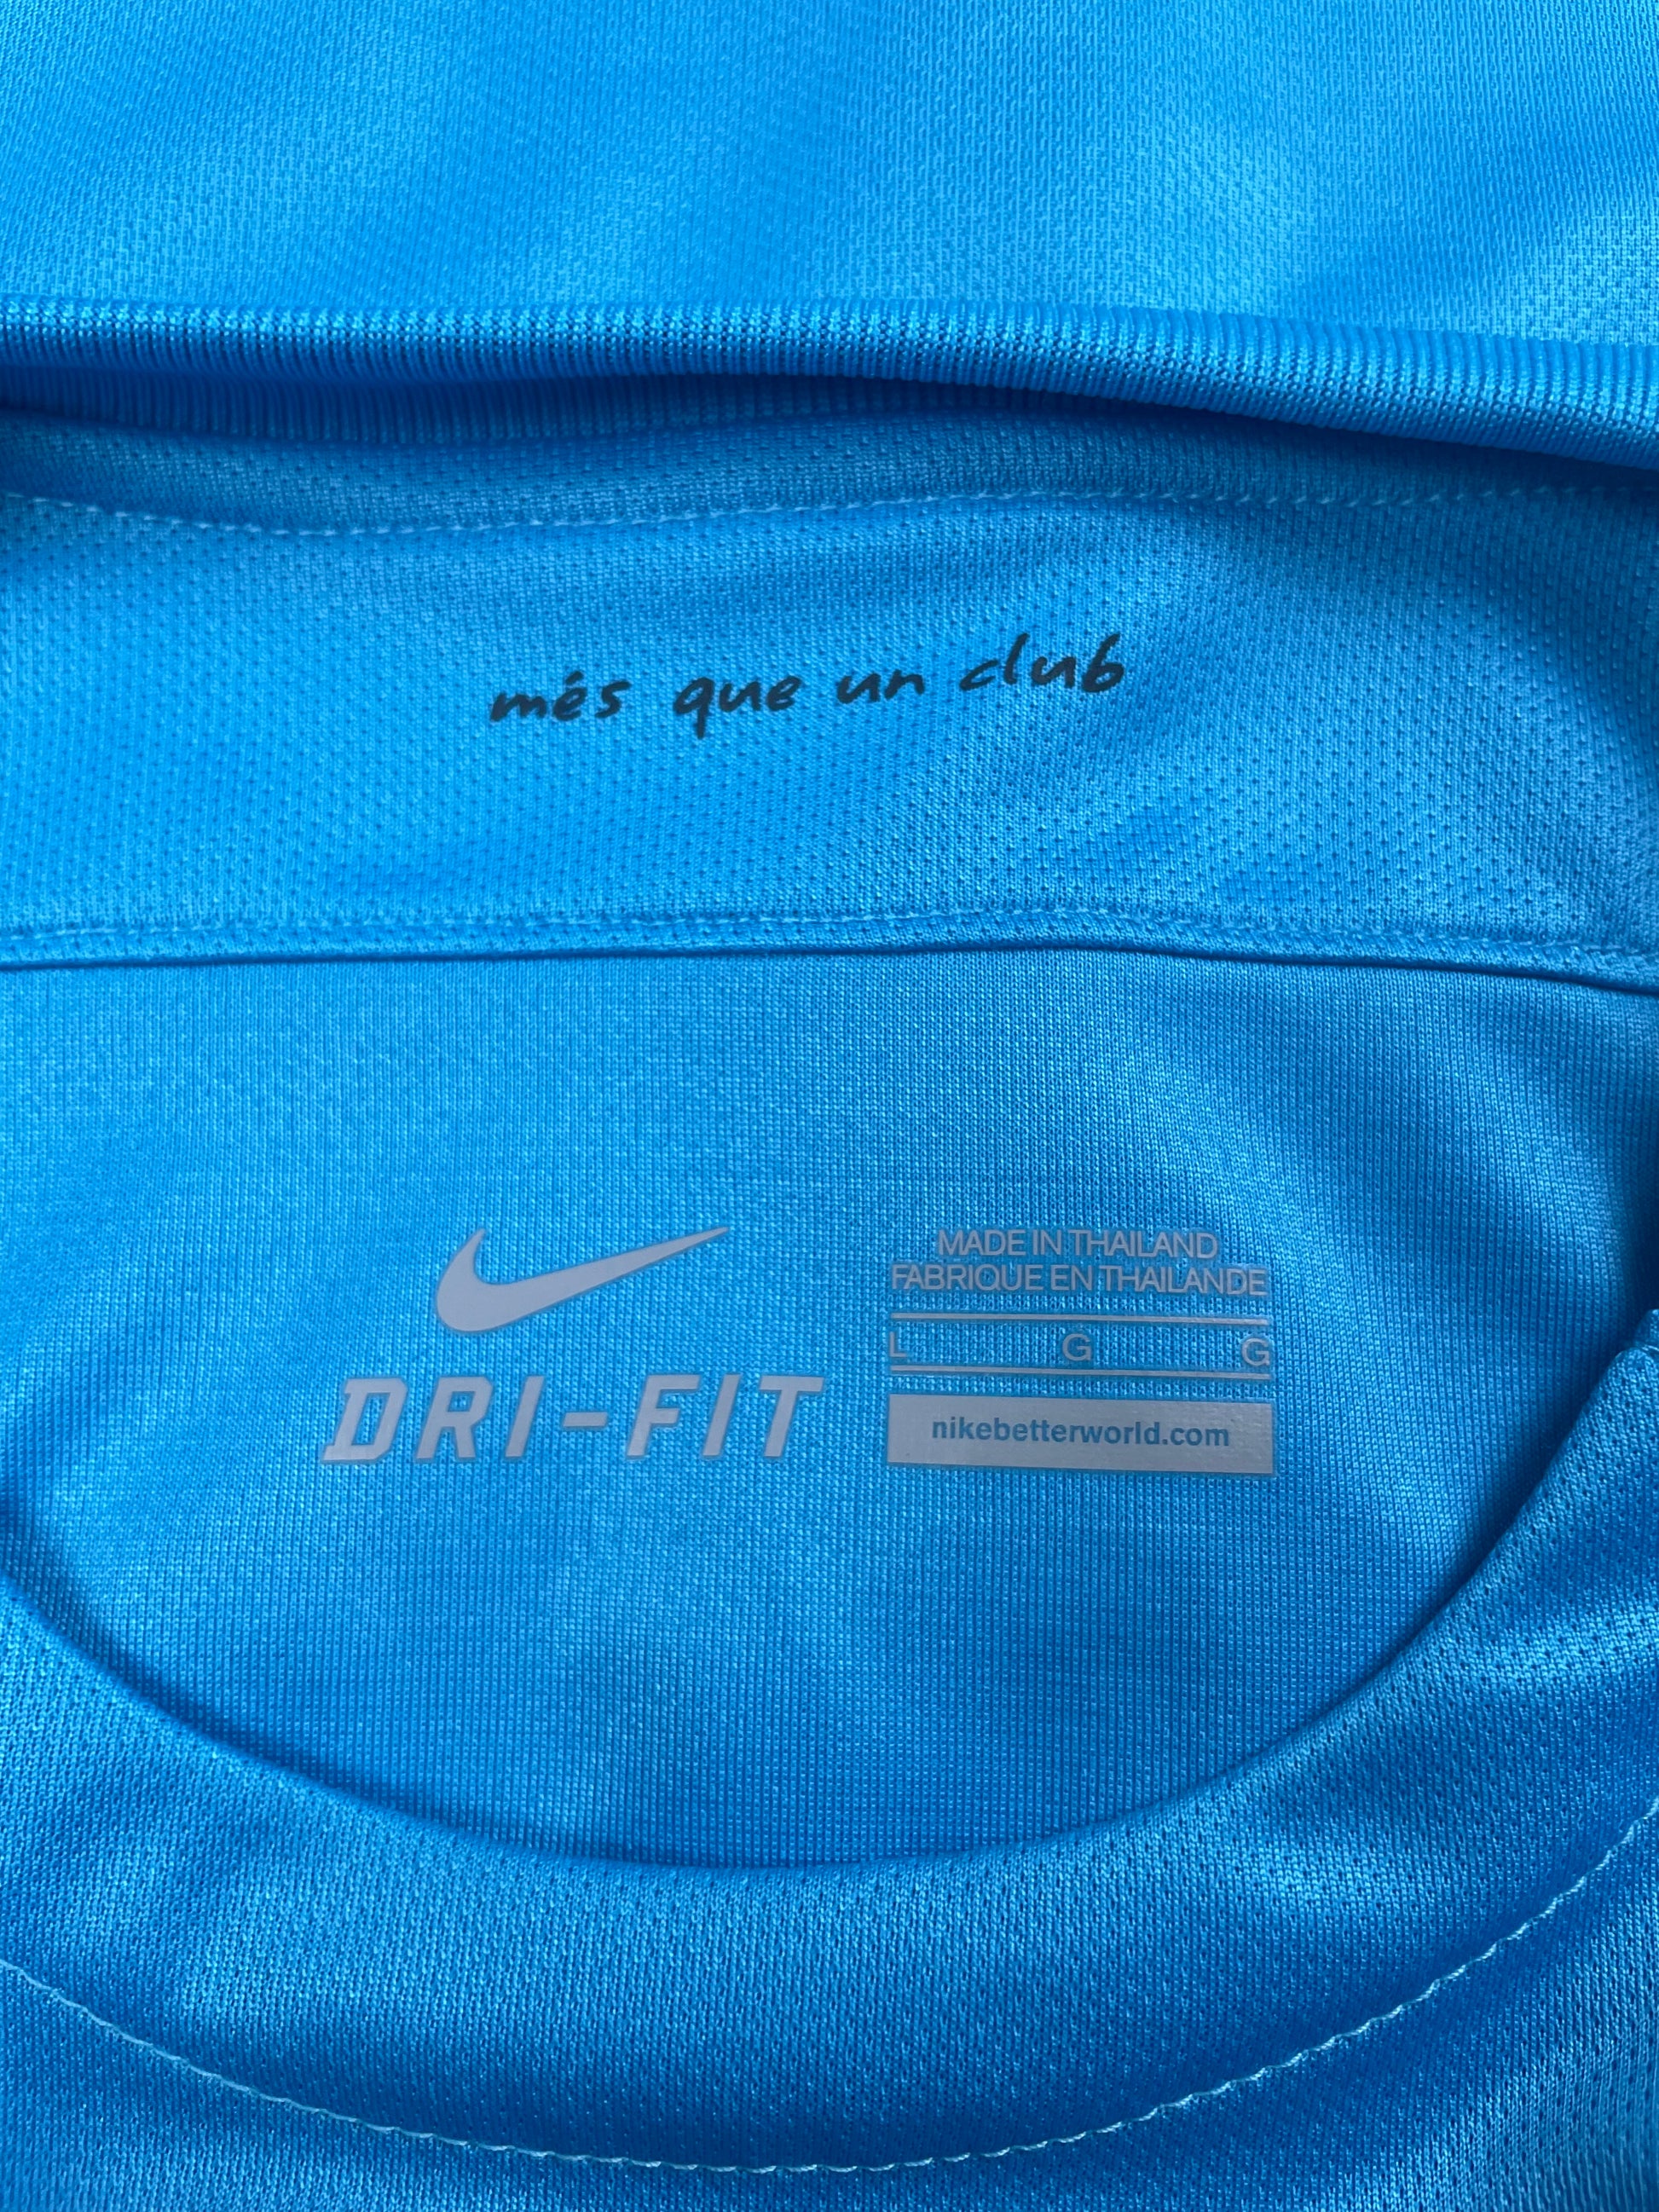 més que un club
DRI-FIT
MADE IN THAILAND
FABRIQUE EN THAILANDE
L G G
nikebetterworld.com